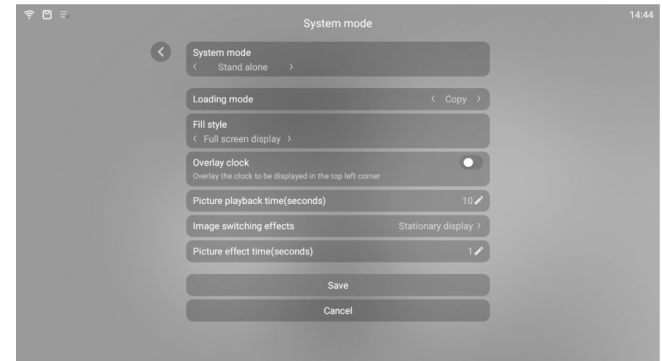 14:44
System mode
System mode
Stand alone
Loading mode
Copy
Fill style
Full screen display
Overlay clock
Overlay the clock to be displayed in the top left corner
Picture playback time(seconds)
10
Image switching effects
Stationary display
Picture effect time(seconds)
1
Save
Cancel